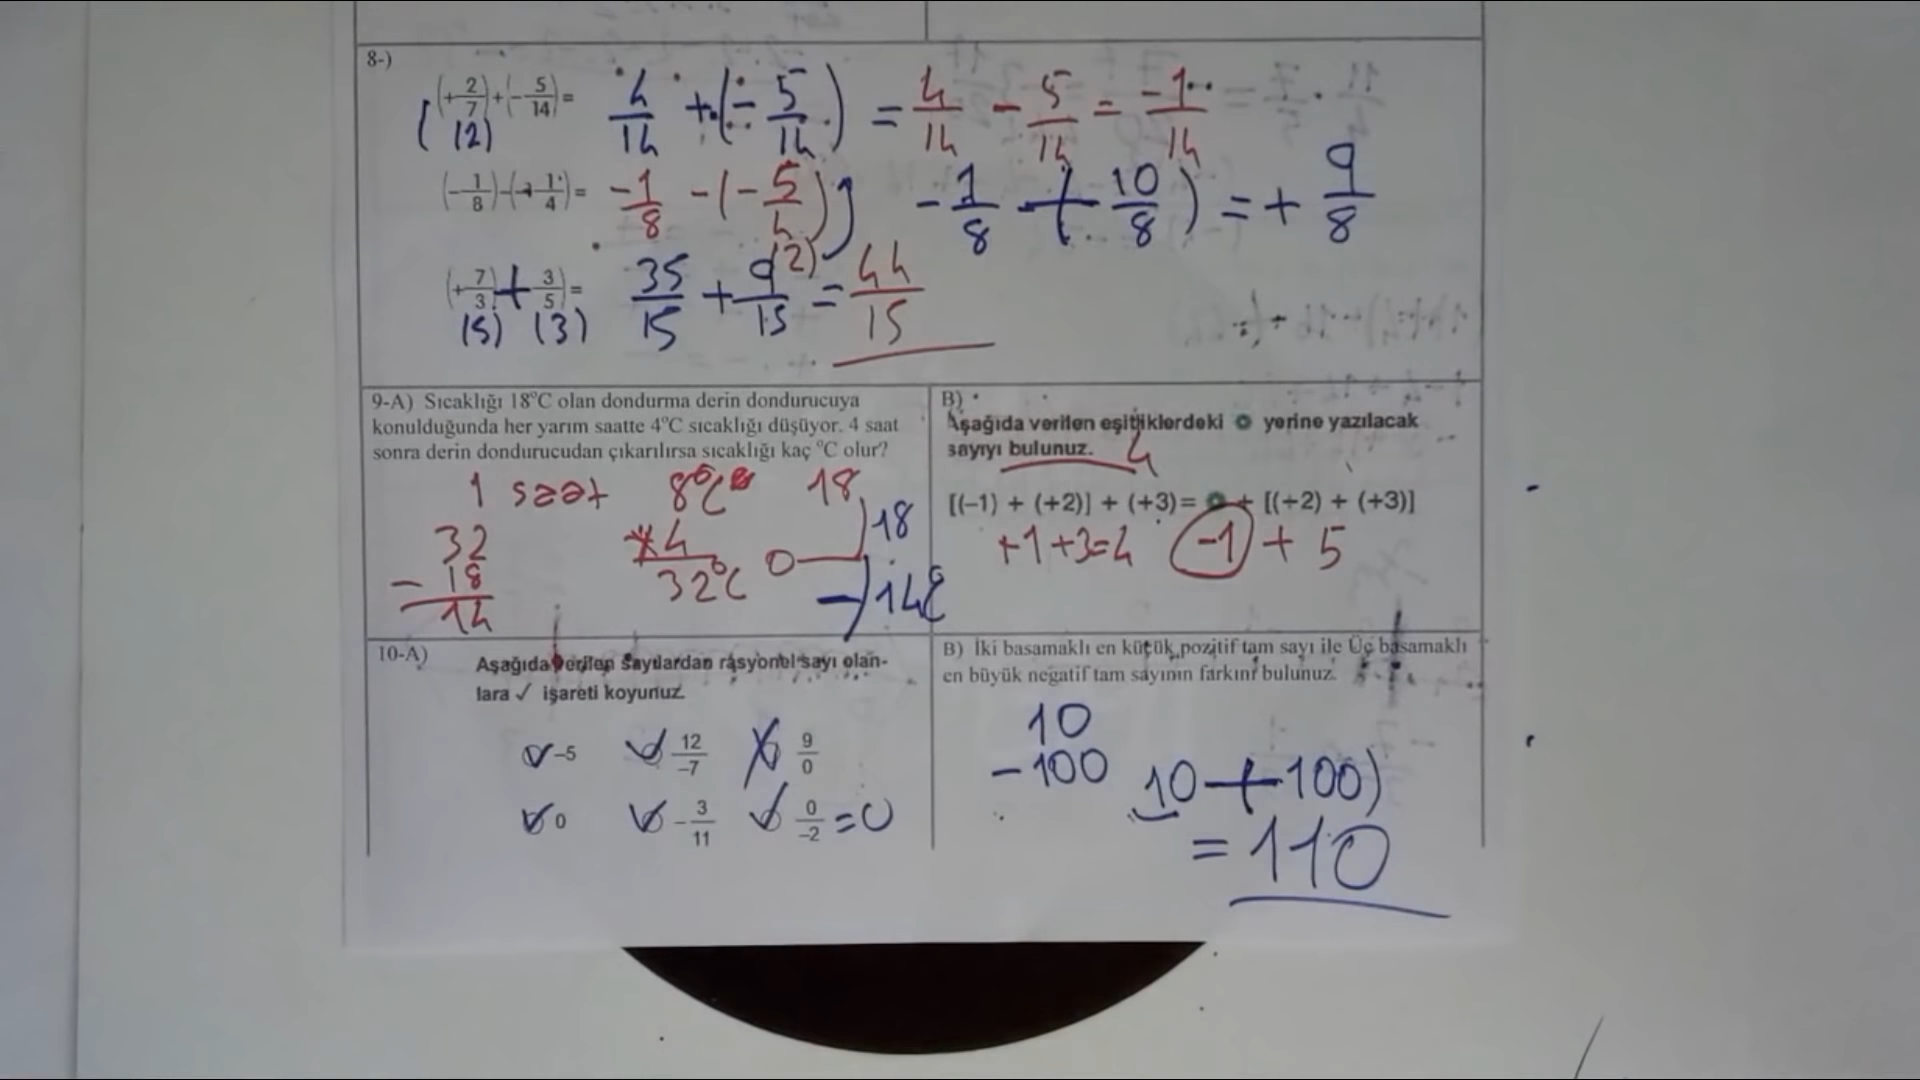 8-)
(+2/7)+(-5/14)= 4/14 +(-5/14) = 4/14 - 5/14 = -1/14
(2)
(-1/8)-(-1 1/4)= -1/8 -(-5/4) -1/8 -(-10/8) = + 9/8
(2)
(+7/3)+(3/5)= 35/15 + 9/15 = 44/15
(5) (3)
9-A) Sıcaklığı 18°C olan dondurma derin dondurucuya
konulduğunda her yarım saatte 4°C sıcaklığı düşüyor. 4 saat
sonra derin dondurucudan çıkarılırsa sıcaklığı kaç °C olur?
1 saat 8°C 18
32 x4 0 18
- 18 32°C -14°C
14
B)
Aşağıda verilen eşitliklerdeki yerine yazılacak
sayıyı bulunuz. 4
[(-1) + (+2)] + (+3)= + [(+2) + (+3)]
+1+3=4 -1 + 5
10-A) Aşağıda verilen sayılardan rasyonel sayı olan-
lara ✓ işareti koyunuz.
✓ -5 ✓ 12/-7 X 9/0
✓ 0 ✓ -3/11 ✓ 0/-2 =0
B) İki basamaklı en küçük pozitif tam sayı ile Üç basamaklı
en büyük negatif tam sayının farkını bulunuz.
10
-100 10-(-100)
= 110